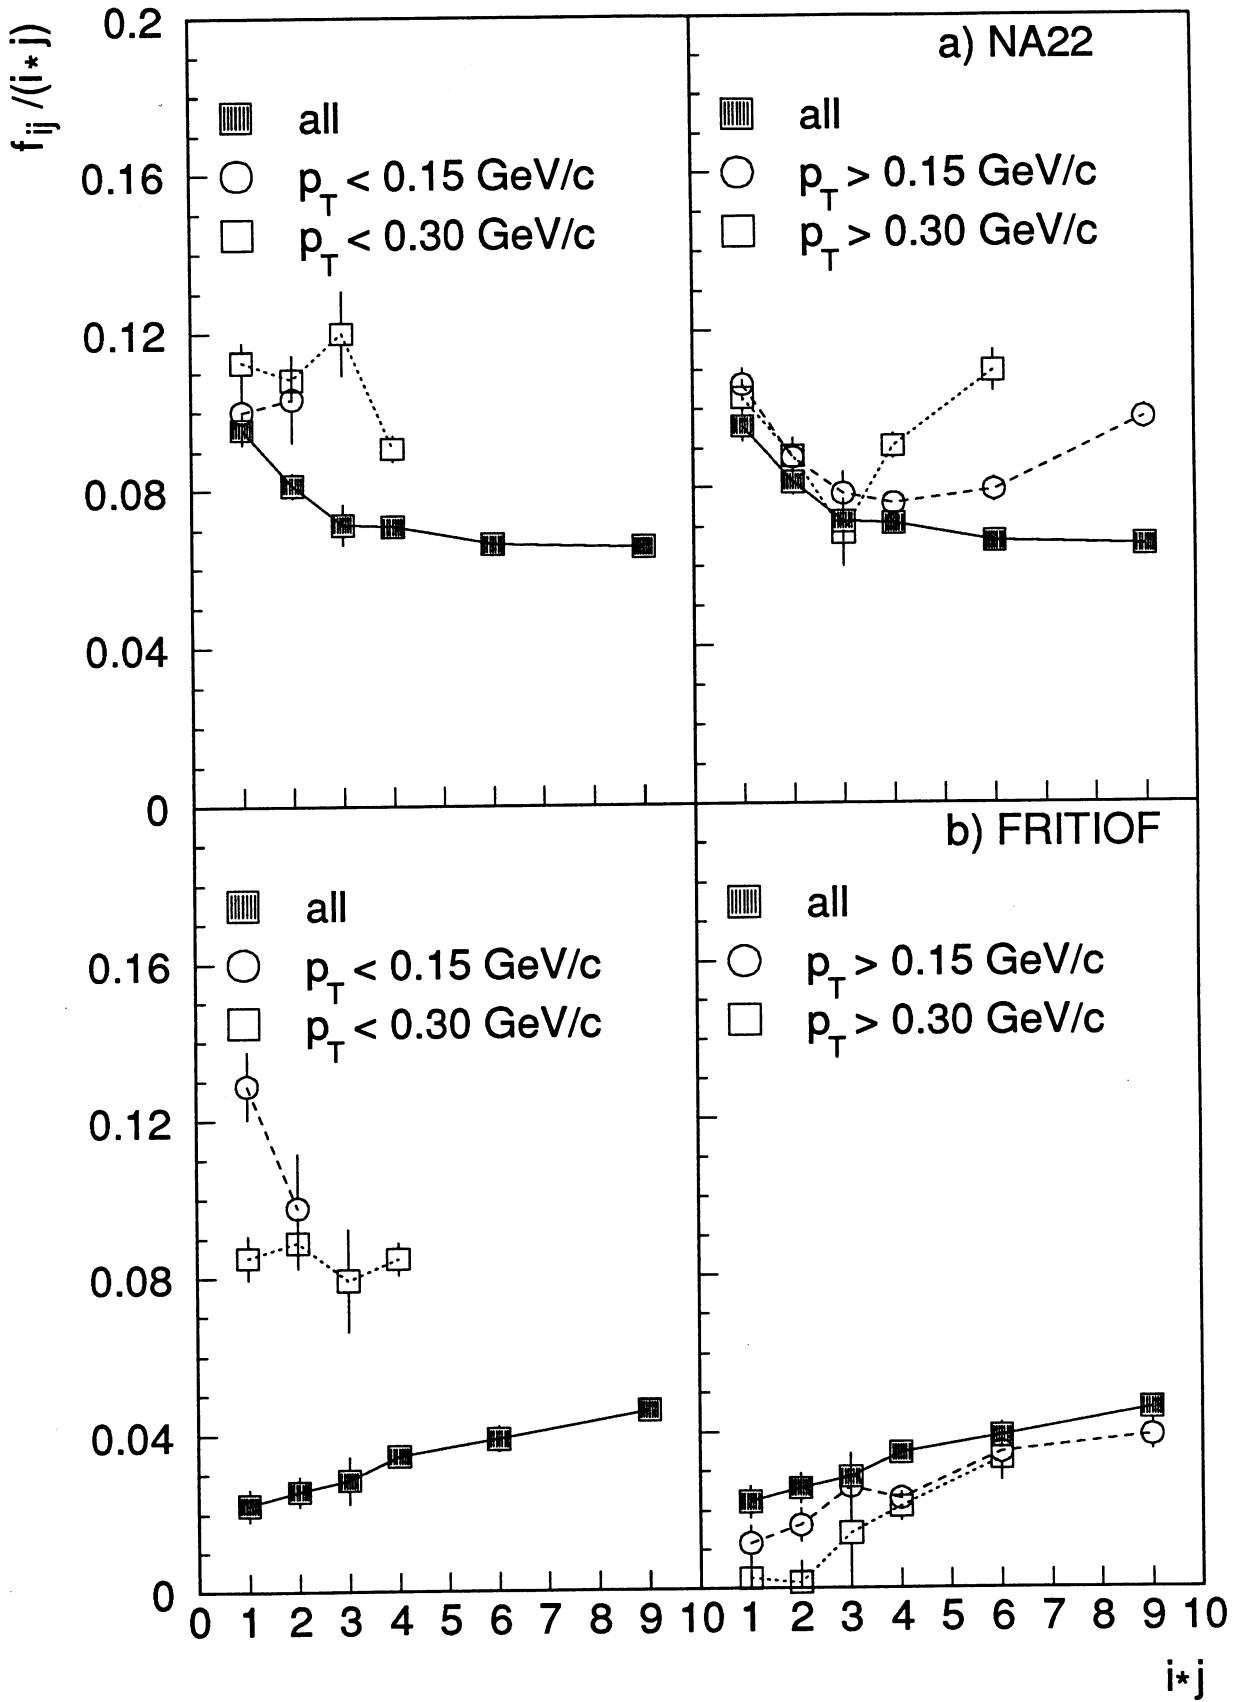 f_ij /(i*j)
0.2
a) NA22
all
p_T < 0.15 GeV/c
p_T < 0.30 GeV/c
all
p_T > 0.15 GeV/c
p_T > 0.30 GeV/c
0.16
0.12
0.08
0.04
0
b) FRITIOF
all
p_T < 0.15 GeV/c
p_T < 0.30 GeV/c
all
p_T > 0.15 GeV/c
p_T > 0.30 GeV/c
0.16
0.12
0.08
0.04
0
0 1 2 3 4 5 6 7 8 9 10 1 2 3 4 5 6 7 8 9 10
i*j